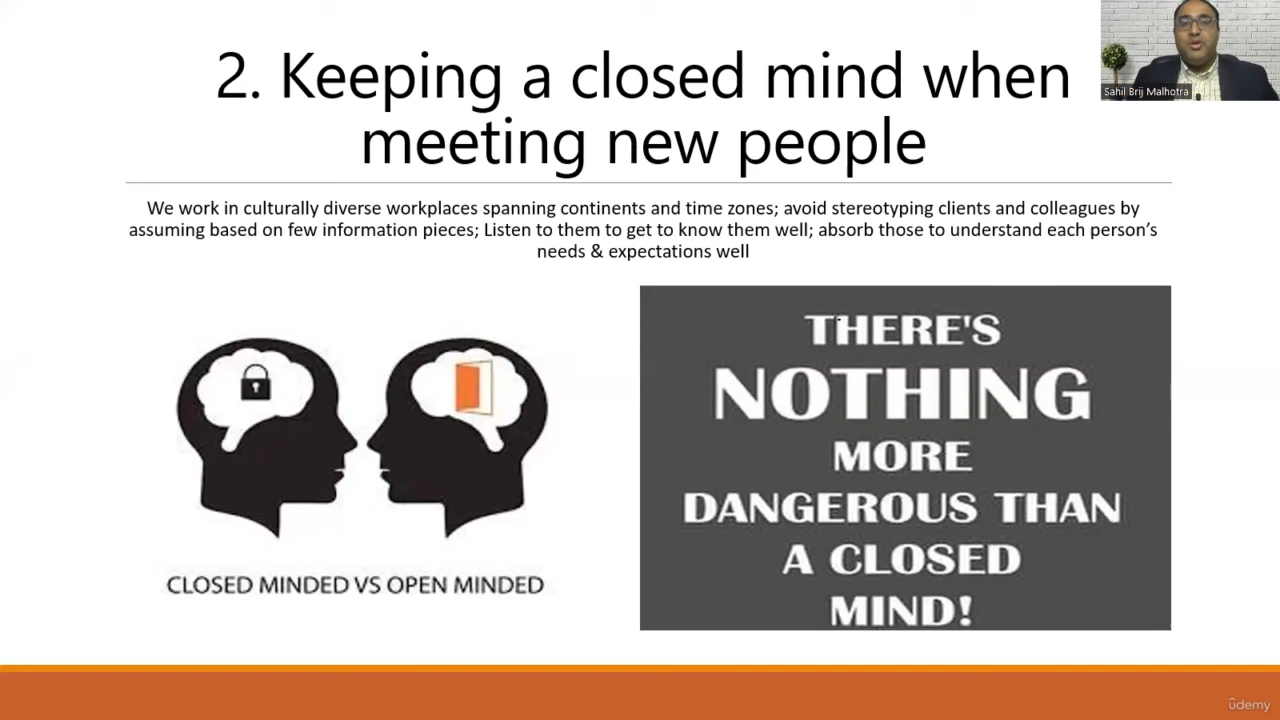 2. Keeping a closed mind when
meeting new people
Sahil Brij Malhotra
We work in culturally diverse workplaces spanning continents and time zones; avoid stereotyping clients and colleagues by
assuming based on few information pieces; Listen to them to get to know them well; absorb those to understand each person’s
needs & expectations well
CLOSED MINDED VS OPEN MINDED
THERE'S
NOTHING
MORE
DANGEROUS THAN
A CLOSED
MIND!
ûdemy